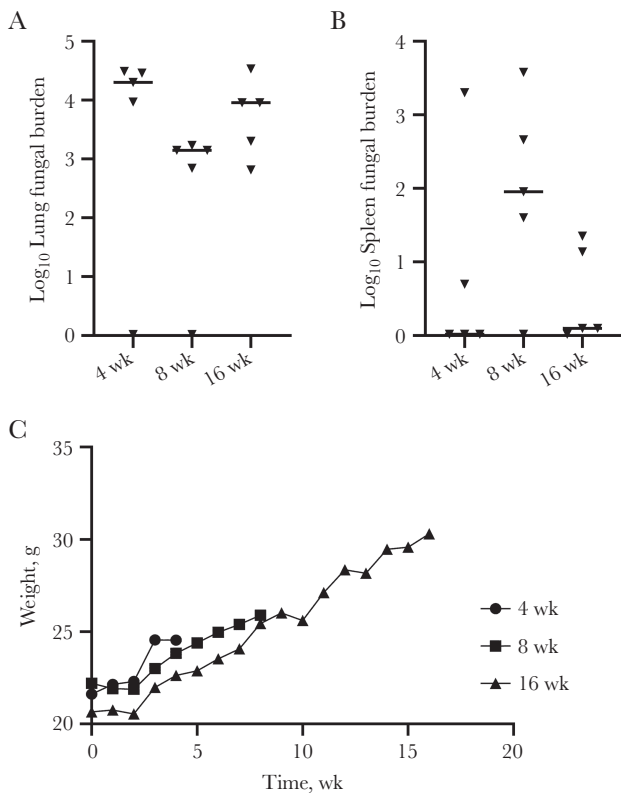 A
Log10 Lung fungal burden
5
4
3
2
1
0
4 wk
8 wk
16 wk
B
Log10 Spleen fungal burden
4
3
2
1
0
4 wk
8 wk
16 wk
C
Weight, g
35
30
25
20
0
5
10
15
20
Time, wk
4 wk
8 wk
16 wk